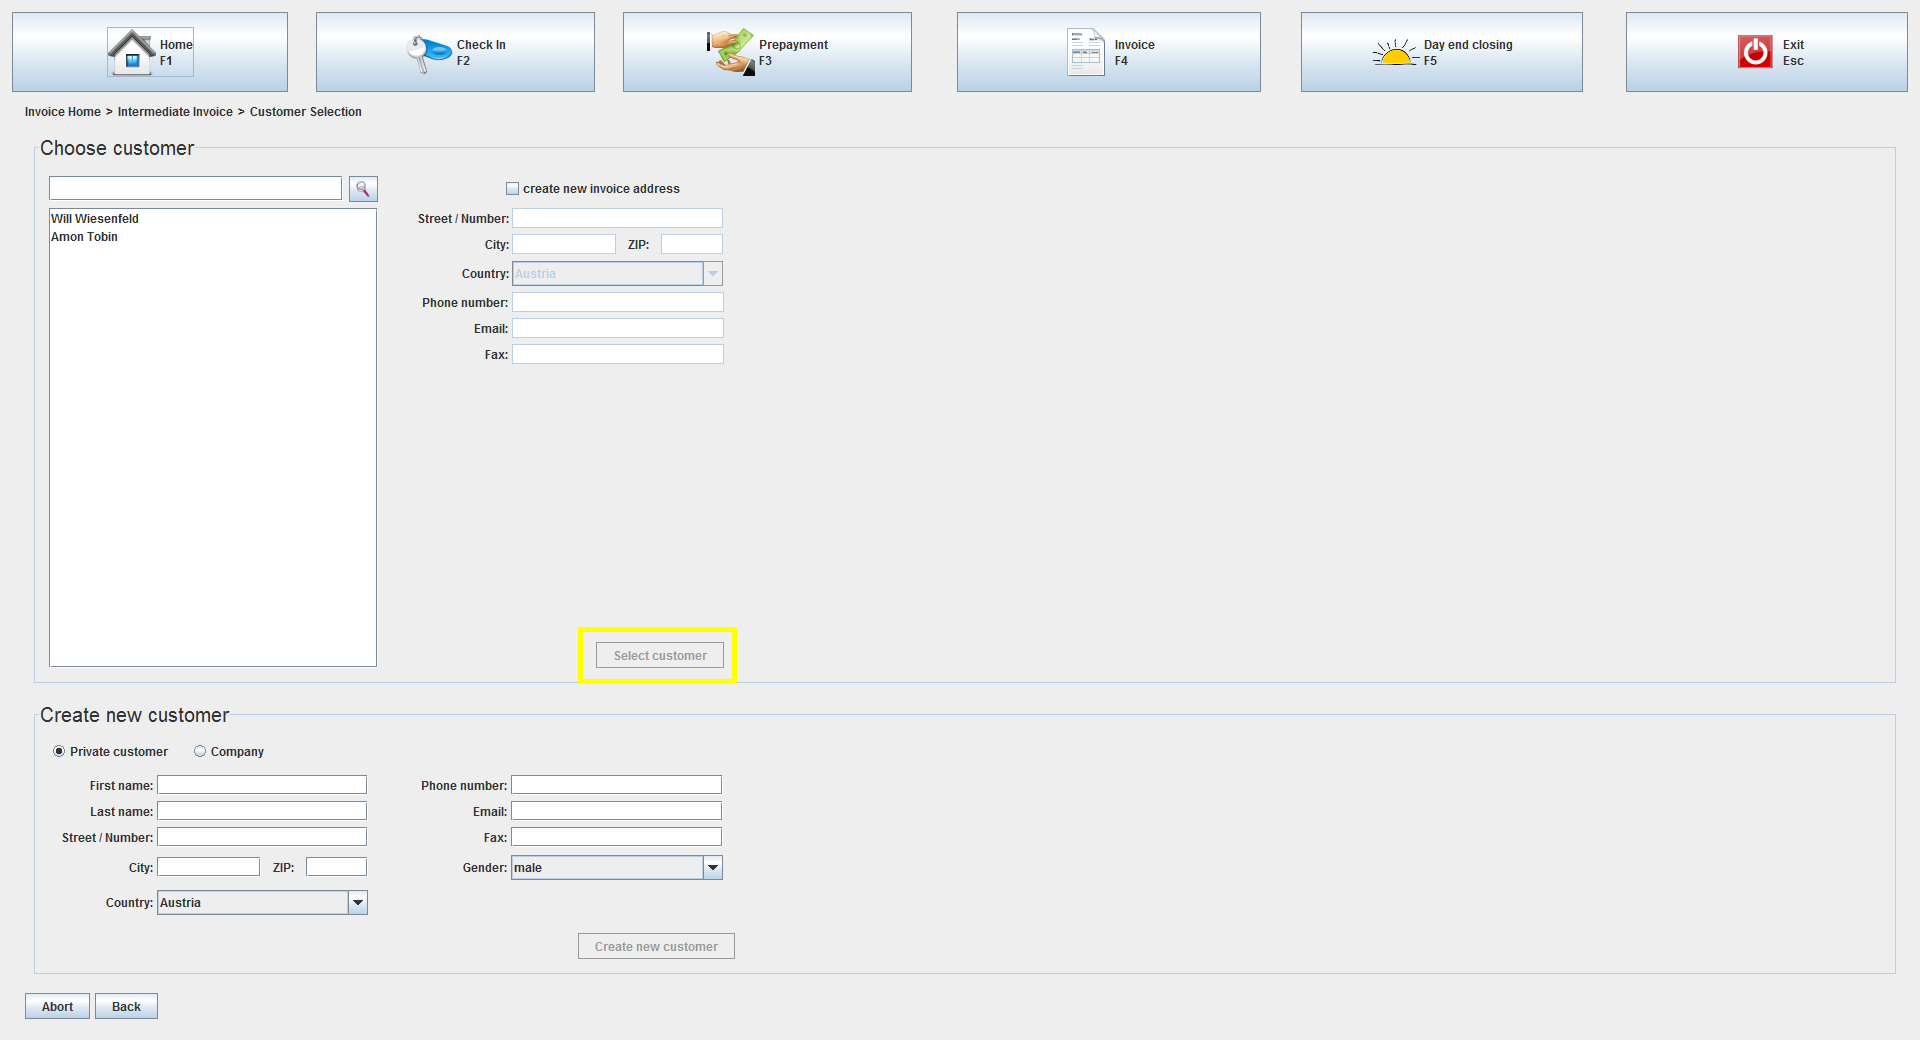 Home
F1
Check In
F2
Prepayment
F3
Invoice
F4
Day end closing
F5
Exit
Esc
Invoice Home > Intermediate Invoice > Customer Selection
Choose customer
Will Wiesenfeld
Amon Tobin
create new invoice address
Street / Number:
City: ZIP:
Country: Austria
Phone number:
Email:
Fax:
Select customer
Create new customer
Private customer Company
First name:
Last name:
Street / Number:
City: ZIP:
Country: Austria
Phone number:
Email:
Fax:
Gender: male
Create new customer
Abort Back